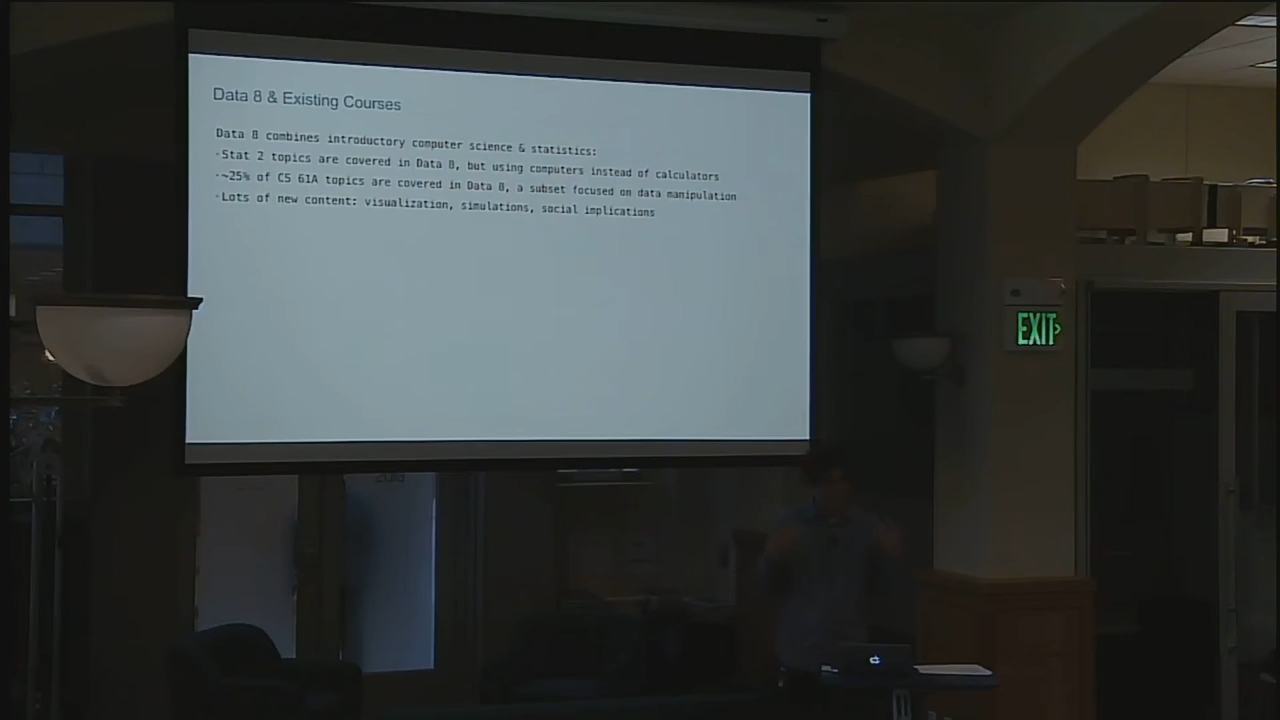 Data 8 & Existing Courses
Data 8 combines introductory computer science & statistics:
-Stat 2 topics are covered in Data 8, but using computers instead of calculators
-~25% of CS 61A topics are covered in Data 8, a subset focused on data manipulation
-Lots of new content: visualization, simulations, social implications
EXIT